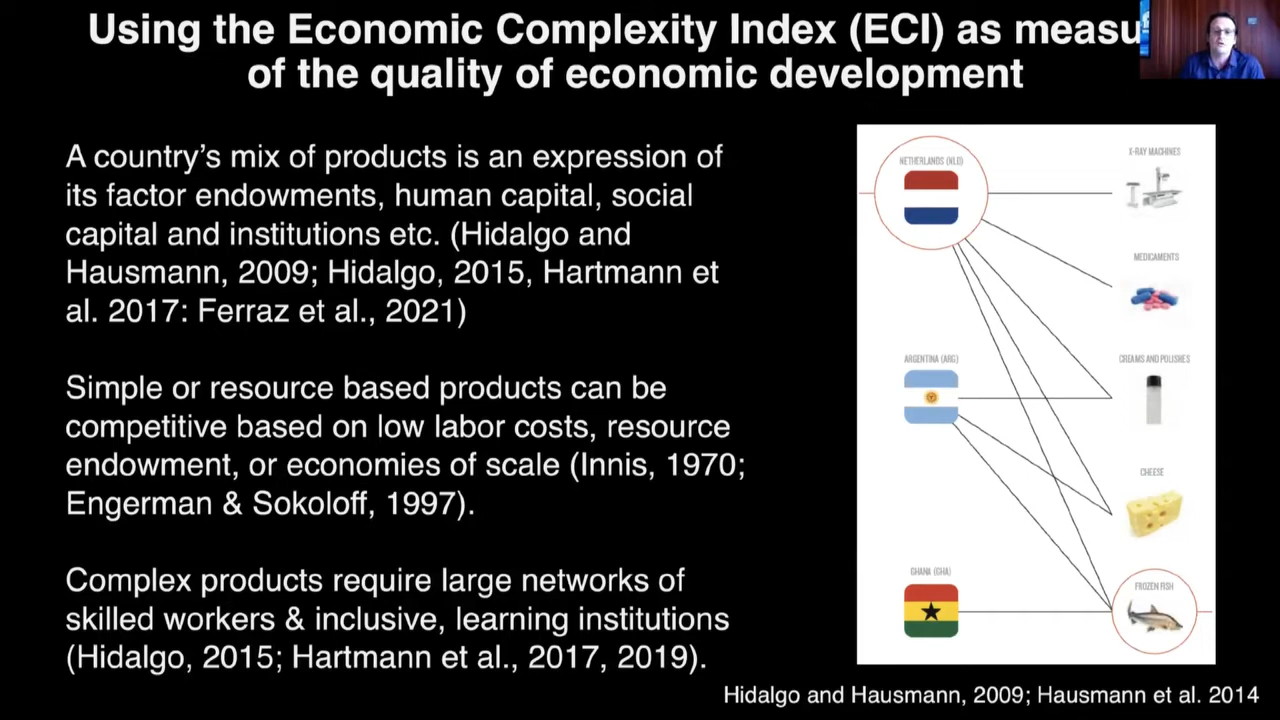 Using the Economic Complexity Index (ECI) as measu
of the quality of economic development
A country’s mix of products is an expression of
its factor endowments, human capital, social
capital and institutions etc. (Hidalgo and
Hausmann, 2009; Hidalgo, 2015, Hartmann et
al. 2017: Ferraz et al., 2021)
Simple or resource based products can be
competitive based on low labor costs, resource
endowment, or economies of scale (Innis, 1970;
Engerman & Sokoloff, 1997).
Complex products require large networks of
skilled workers & inclusive, learning institutions
(Hidalgo, 2015; Hartmann et al., 2017, 2019).
NETHERLANDS (NLD)
X-RAY MACHINES
MEDICAMENTS
ARGENTINA (ARG)
CREAMS AND POLISHES
CHEESE
GHANA (GHA)
FROZEN FISH
Hidalgo and Hausmann, 2009; Hausmann et al. 2014